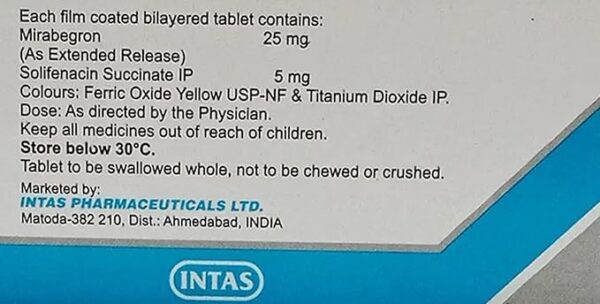 Each film coated bilayered tablet contains:
Mirabegron 25 mg
(As Extended Release)
Solifenacin Succinate IP 5 mg
Colours: Ferric Oxide Yellow USP-NF & Titanium Dioxide IP.
Dose: As directed by the Physician.
Keep all medicines out of reach of children.
Store below 30°C.
Tablet to be swallowed whole, not to be chewed or crushed.
Marketed by:
INTAS PHARMACEUTICALS LTD.
Matoda-382 210, Dist.: Ahmedabad, INDIA
INTAS